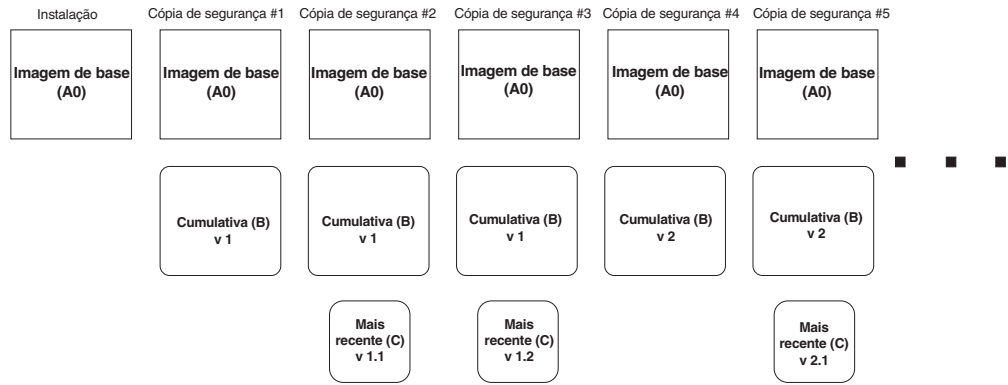 Instalação
Cópia de segurança #1
Cópia de segurança #2
Cópia de segurança #3
Cópia de segurança #4
Cópia de segurança #5
Imagem de base
(A0)
Imagem de base
(A0)
Imagem de base
(A0)
Imagem de base
(A0)
Imagem de base
(A0)
Imagem de base
(A0)
Cumulativa (B)
v 1
Cumulativa (B)
v 1
Cumulativa (B)
v 1
Cumulativa (B)
v 2
Cumulativa (B)
v 2
Mais
recente (C)
v 1.1
Mais
recente (C)
v 1.2
Mais
recente (C)
v 2.1